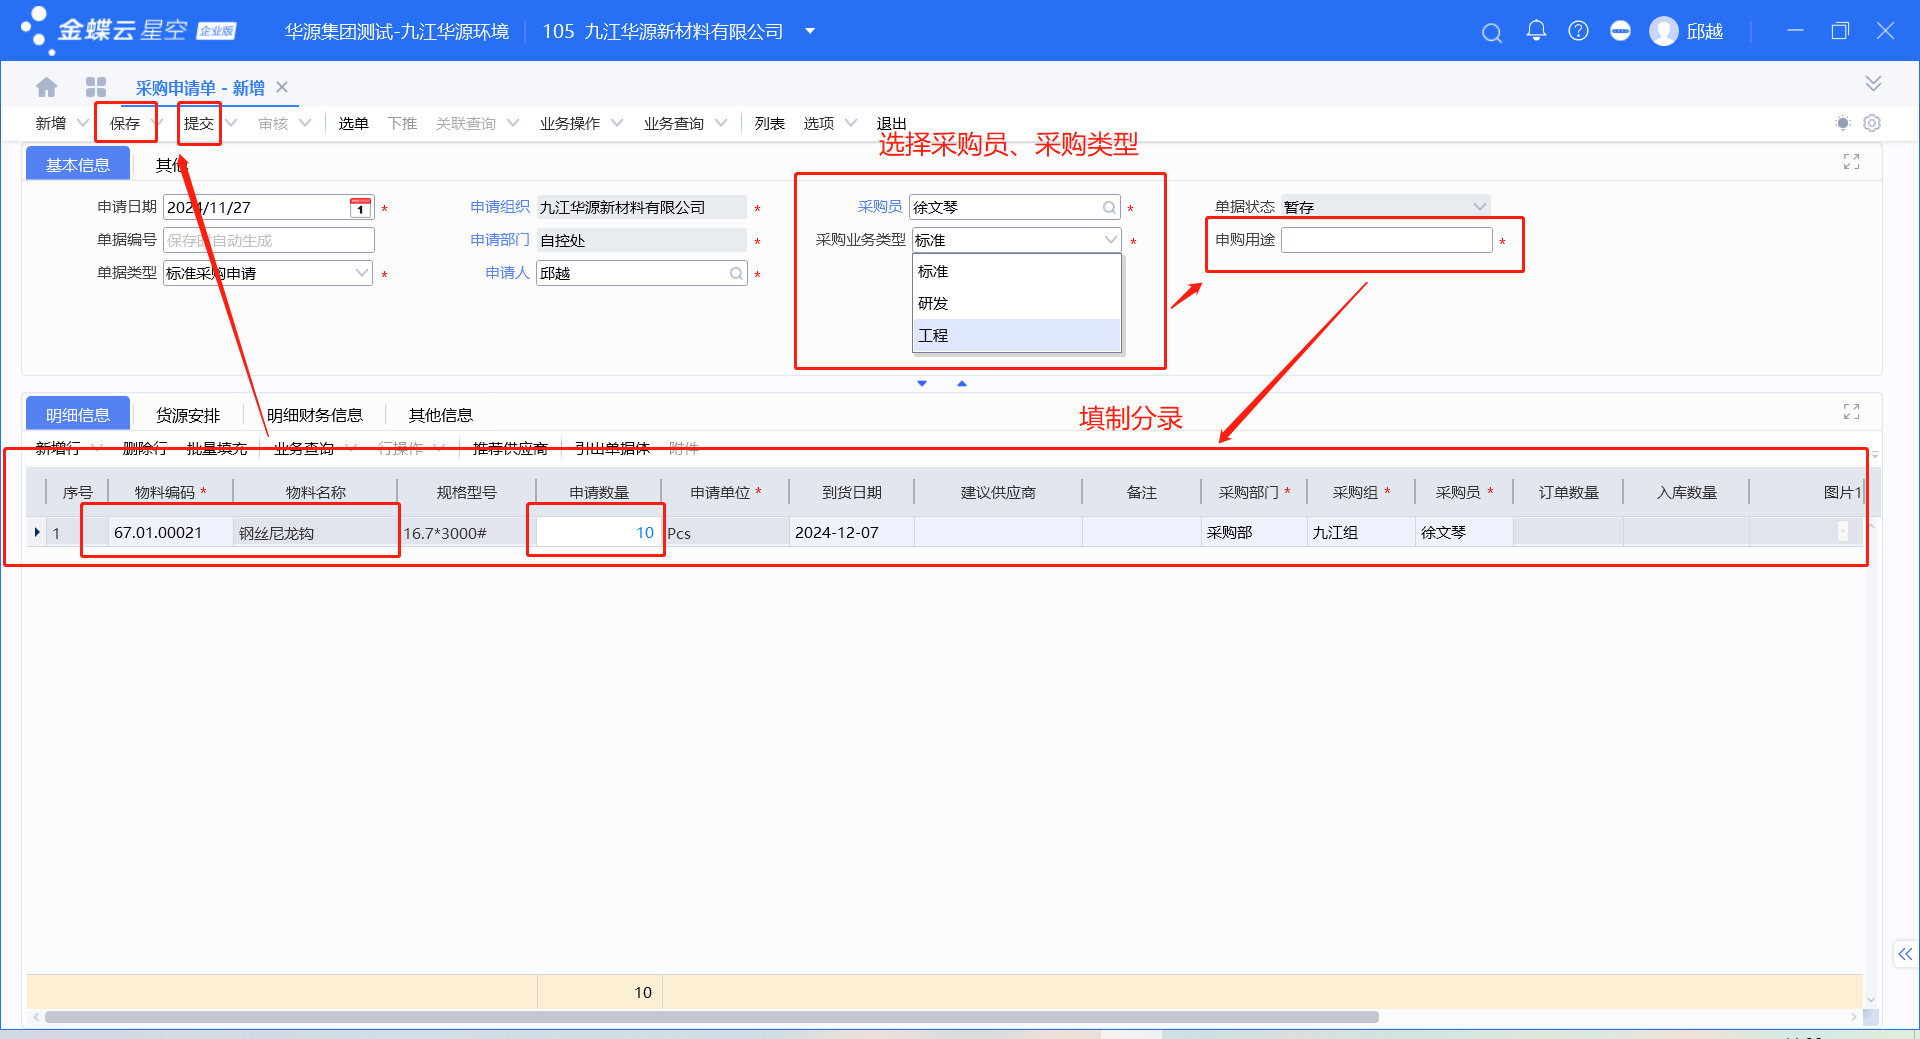 金蝶云 星空 企业版 华源集团测试-九江华源环境 105 九江华源新材料有限公司 邱越
采购申请单 - 新增
新增 保存 提交 审核 选单 下推 关联查询 业务操作 业务查询 列表 选项 退出
选择采购员、采购类型
基本信息 其他
申请日期 2024/11/27 1 * 申请组织 九江华源新材料有限公司 * 采购员 徐文琴 * 单据状态 暂存
单据编号 保存时自动生成 申请部门 自控处 * 采购业务类型 标准 * 申购用途 *
单据类型 标准采购申请 * 申请人 邱越 *
标准
研发
工程
明细信息 货源安排 明细财务信息 其他信息
填制分录
新增行 删除行 批量填充 业务查询 行操作 推荐供应商 引出单据体 附件
序号 物料编码 * 物料名称 规格型号 申请数量 申请单位 * 到货日期 建议供应商 备注 采购部门 * 采购组 * 采购员 * 订单数量 入库数量 图片1
1 67.01.00021 钢丝尼龙钩 16.7*3000# 10 Pcs 2024-12-07 采购部 九江组 徐文琴
10